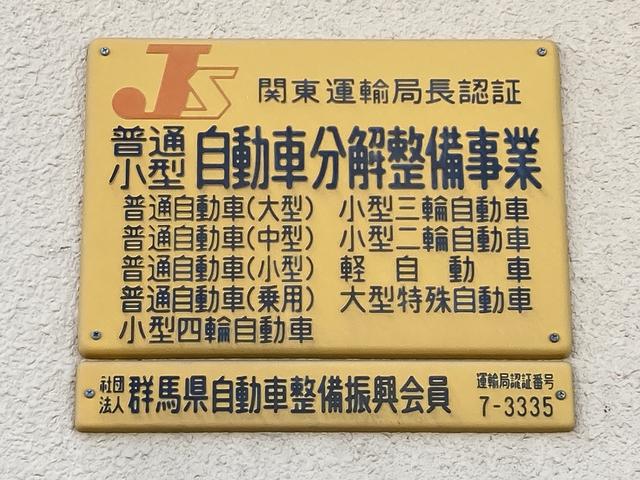 JS 関東運輸局長認証
普通
小型 自動車分解整備事業
普通自動車(大型) 小型三輪自動車
普通自動車(中型) 小型二輪自動車
普通自動車(小型) 軽自動車
普通自動車(乗用) 大型特殊自動車
小型四輪自動車
社団
法人 群馬県自動車整備振興会員
運輸局認証番号
7-3335